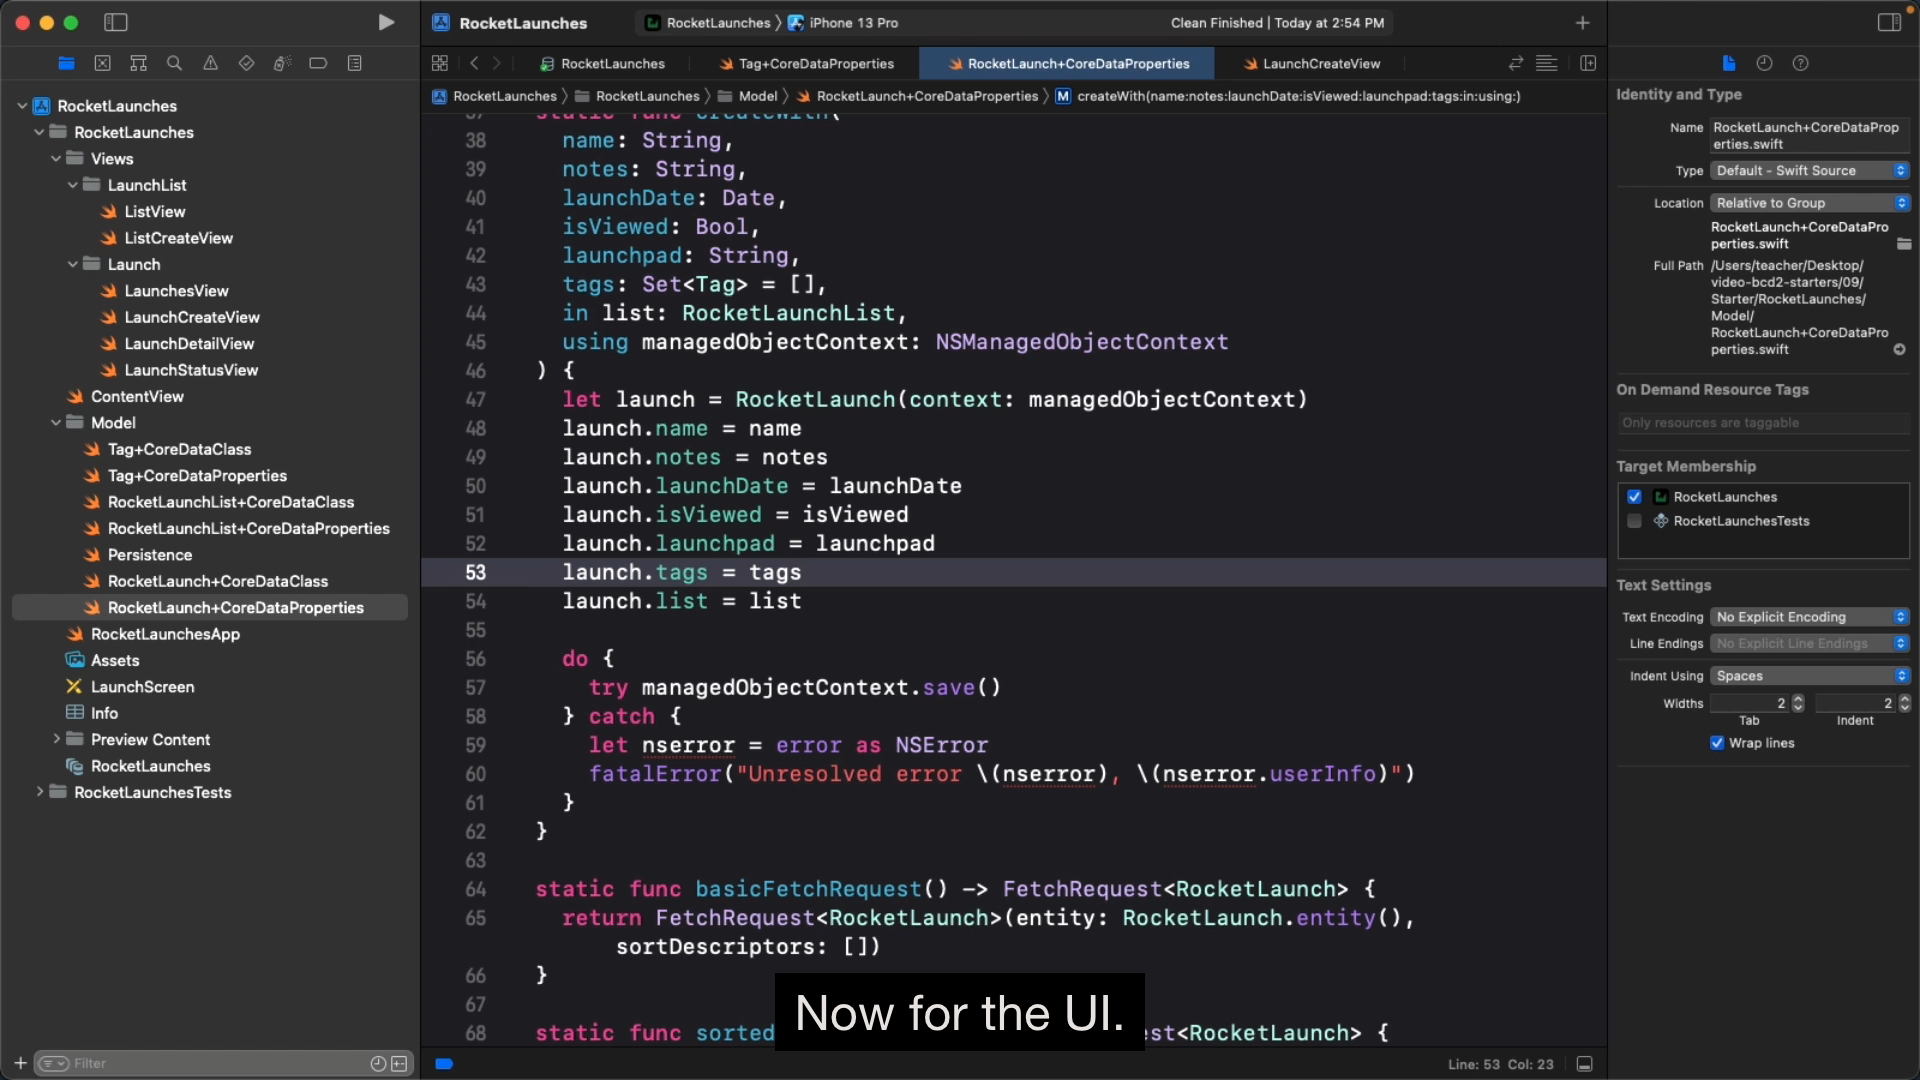 RocketLaunches
RocketLaunches
iPhone 13 Pro
Clean Finished | Today at 2:54 PM
RocketLaunches
Tag+CoreDataProperties
RocketLaunch+CoreDataProperties
LaunchCreateView
RocketLaunches
RocketLaunches
Model
RocketLaunch+CoreDataProperties
M
createWith(name:notes:launchDate:isViewed:launchpad:tags:in:using:)
RocketLaunches
RocketLaunches
Views
LaunchList
ListView
ListCreateView
Launch
LaunchesView
LaunchCreateView
LaunchDetailView
LaunchStatusView
ContentView
Model
Tag+CoreDataClass
Tag+CoreDataProperties
RocketLaunchList+CoreDataClass
RocketLaunchList+CoreDataProperties
Persistence
RocketLaunch+CoreDataClass
RocketLaunch+CoreDataProperties
RocketLaunchesApp
Assets
LaunchScreen
Info
Preview Content
RocketLaunches
RocketLaunchesTests
Filter
37 static func createWith(
38 name: String,
39 notes: String,
40 launchDate: Date,
41 isViewed: Bool,
42 launchpad: String,
43 tags: Set<Tag> = [],
44 in list: RocketLaunchList,
45 using managedObjectContext: NSManagedObjectContext
46 ) {
47 let launch = RocketLaunch(context: managedObjectContext)
48 launch.name = name
49 launch.notes = notes
50 launch.launchDate = launchDate
51 launch.isViewed = isViewed
52 launch.launchpad = launchpad
53 launch.tags = tags
54 launch.list = list
55
56 do {
57 try managedObjectContext.save()
58 } catch {
59 let nserror = error as NSError
60 fatalError("Unresolved error \(nserror), \(nserror.userInfo)")
61 }
62 }
63
64 static func basicFetchRequest() -> FetchRequest<RocketLaunch> {
65 return FetchRequest<RocketLaunch>(entity: RocketLaunch.entity(),
sortDescriptors: [])
66 }
67
68 static func sorted
est<RocketLaunch> {
Now for the UI.
Line: 53 Col: 23
Identity and Type
Name RocketLaunch+CoreDataProp
erties.swift
Type Default - Swift Source
Location Relative to Group
RocketLaunch+CoreDataPro
perties.swift
Full Path /Users/teacher/Desktop/
video-bcd2-starters/09/
Starter/RocketLaunches/
Model/
RocketLaunch+CoreDataPro
perties.swift
On Demand Resource Tags
Only resources are taggable
Target Membership
RocketLaunches
RocketLaunchesTests
Text Settings
Text Encoding No Explicit Encoding
Line Endings No Explicit Line Endings
Indent Using Spaces
Widths 2 2
Tab Indent
Wrap lines